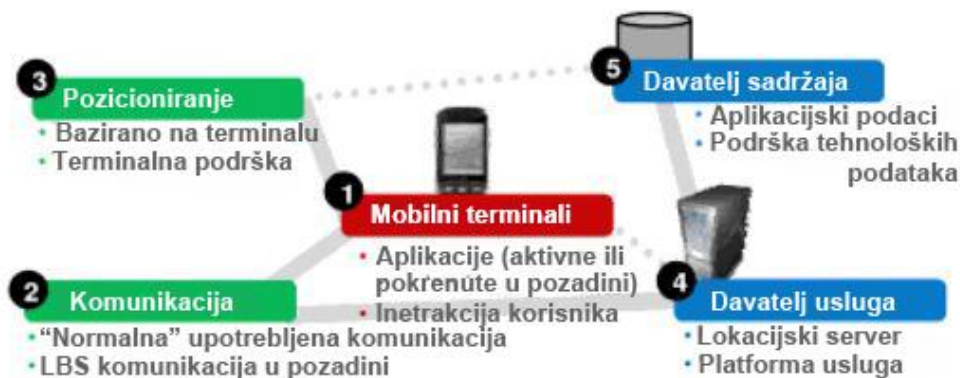 3
Pozicioniranje
• Bazirano na terminalu
• Terminalna podrška
5
Davatelj sadržaja
• Aplikacijski podaci
• Podrška tehnoloških
podataka
1
Mobilni terminali
• Aplikacije (aktivne ili
pokrenute u pozadini)
• Inetrakcija korisnika
2
Komunikacija
• “Normalna” upotrebljena komunikacija
• LBS komunikacija u pozadini
4
Davatelj usluga
• Lokacijski server
• Platforma usluga